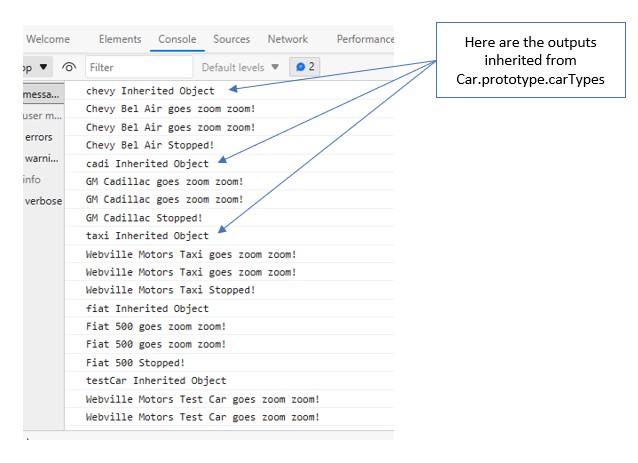 Welcome Elements Console Sources Network Performance
op Filter Default levels 2
messa...
user m...
errors
warni...
info
verbose
chevy Inherited Object
Chevy Bel Air goes zoom zoom!
Chevy Bel Air goes zoom zoom!
Chevy Bel Air Stopped!
cadi Inherited Object
GM Cadillac goes zoom zoom!
GM Cadillac goes zoom zoom!
GM Cadillac Stopped!
taxi Inherited Object
Webville Motors Taxi goes zoom zoom!
Webville Motors Taxi goes zoom zoom!
Webville Motors Taxi Stopped!
fiat Inherited Object
Fiat 500 goes zoom zoom!
Fiat 500 goes zoom zoom!
Fiat 500 Stopped!
testCar Inherited Object
Webville Motors Test Car goes zoom zoom!
Webville Motors Test Car goes zoom zoom!
Here are the outputs
inherited from
Car.prototype.carTypes